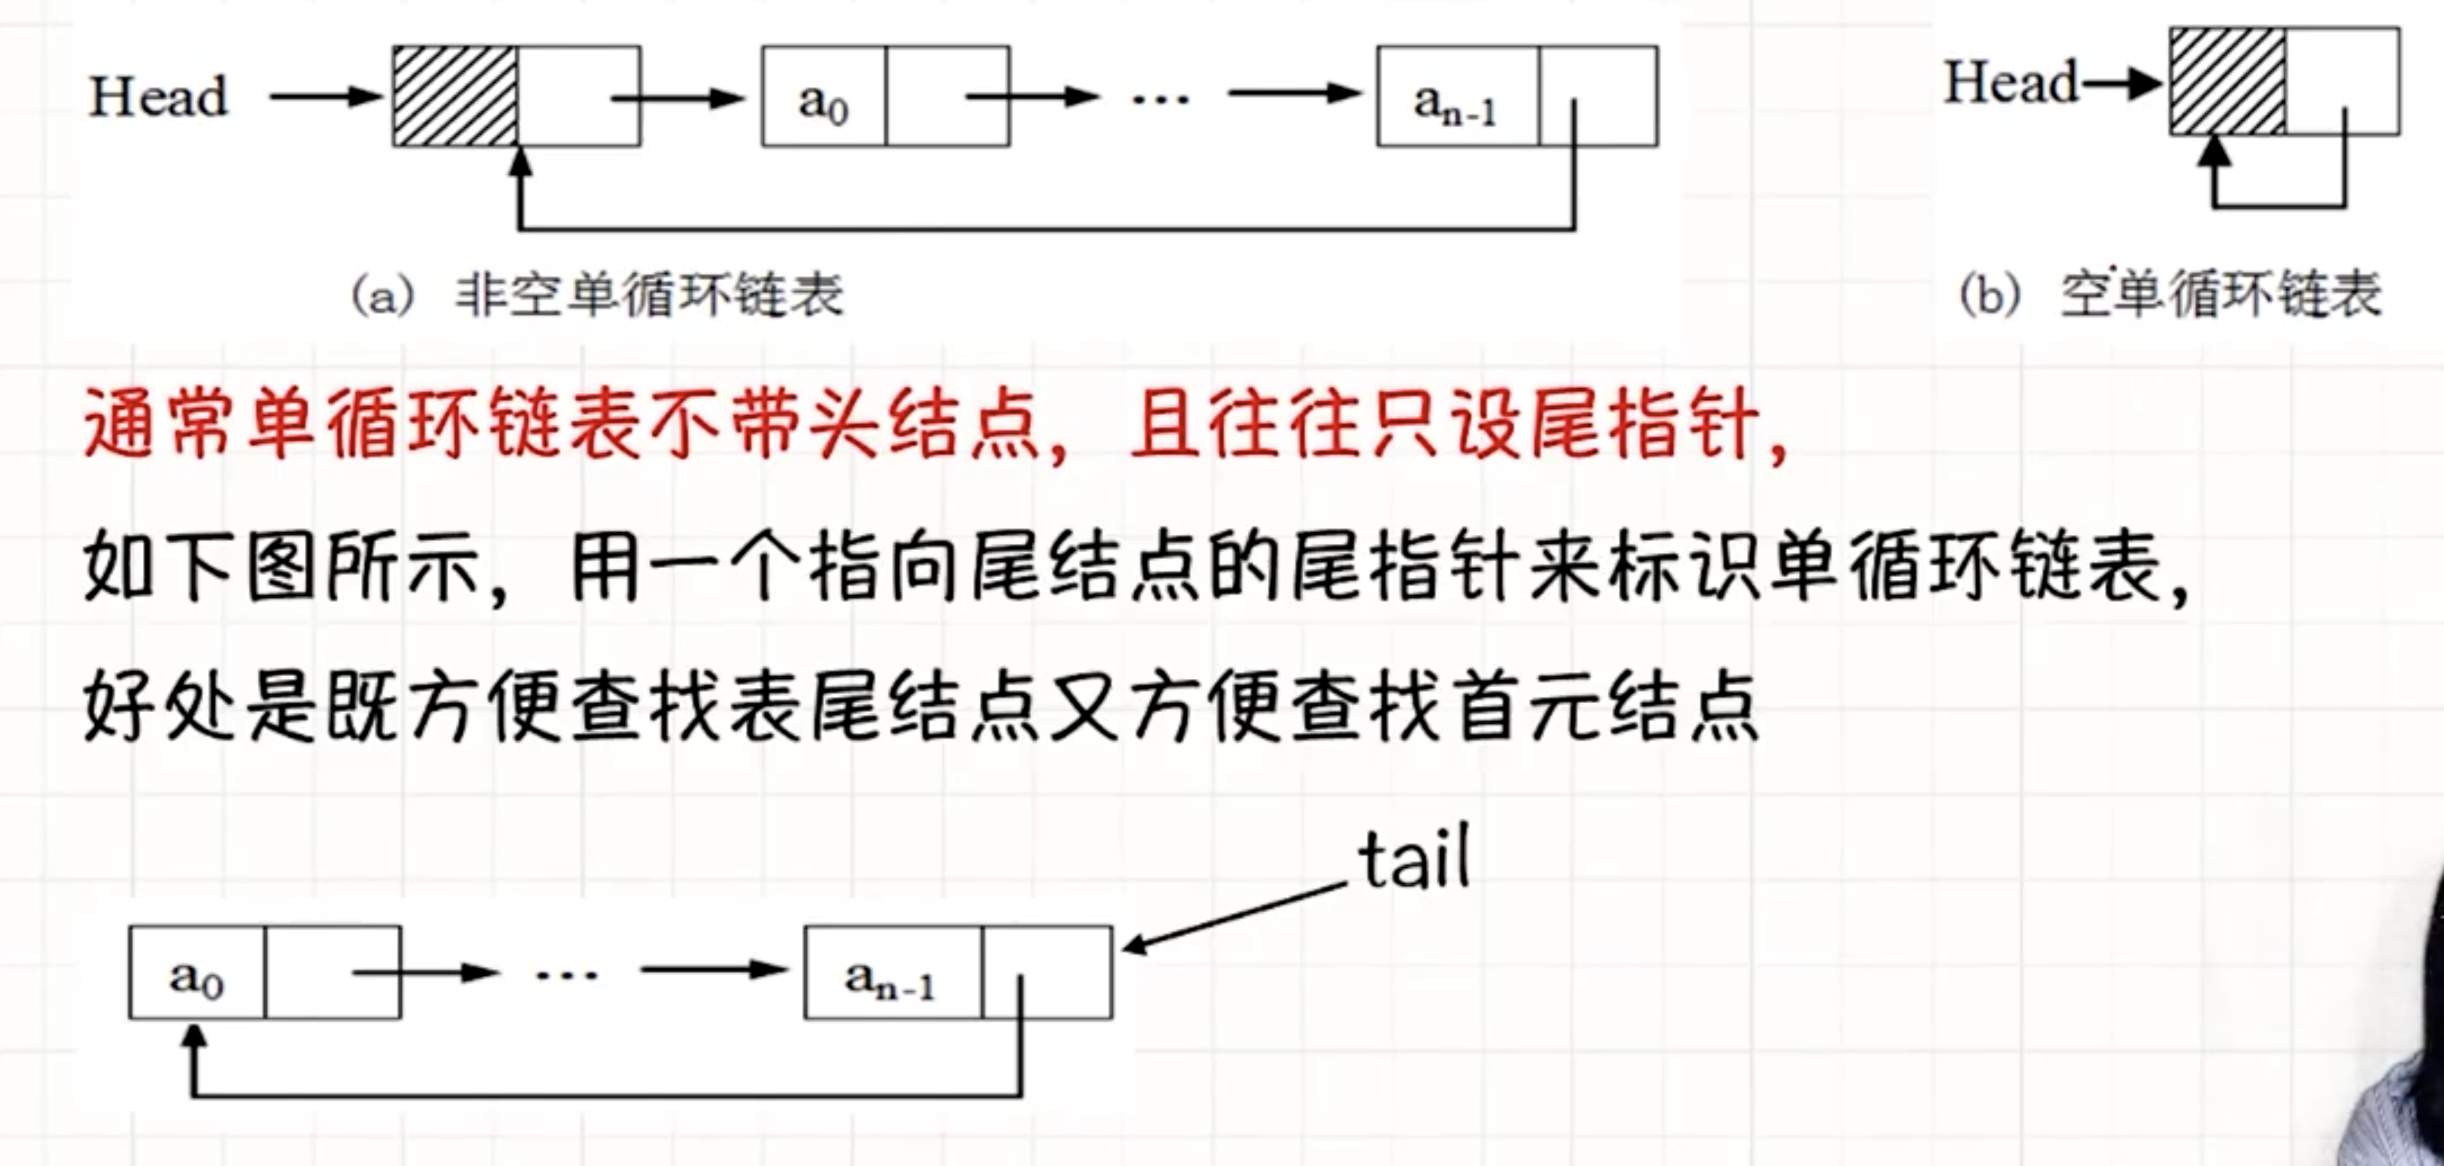 Head
a0
…
an-1
Head
(a) 非空单循环链表
(b) 空单循环链表
通常单循环链表不带头结点，且往往只设尾指针，
如下图所示，用一个指向尾结点的尾指针来标识单循环链表，
好处是既方便查找表尾结点又方便查找首元结点
tail
a0
…
an-1